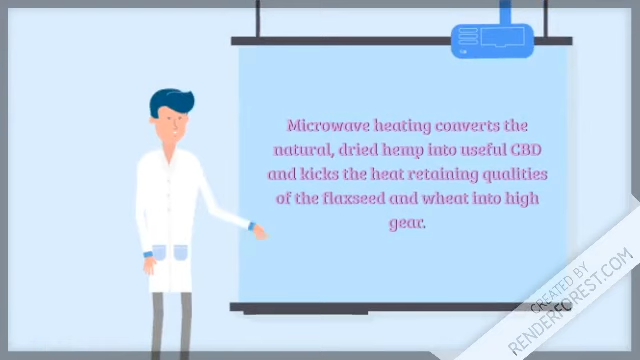 Microwave heating converts the
natural, dried hemp into useful CBD
and kicks the heat retaining qualities
of the flaxseed and wheat into high
gear.
CREATED BY
RENDERFOREST.COM